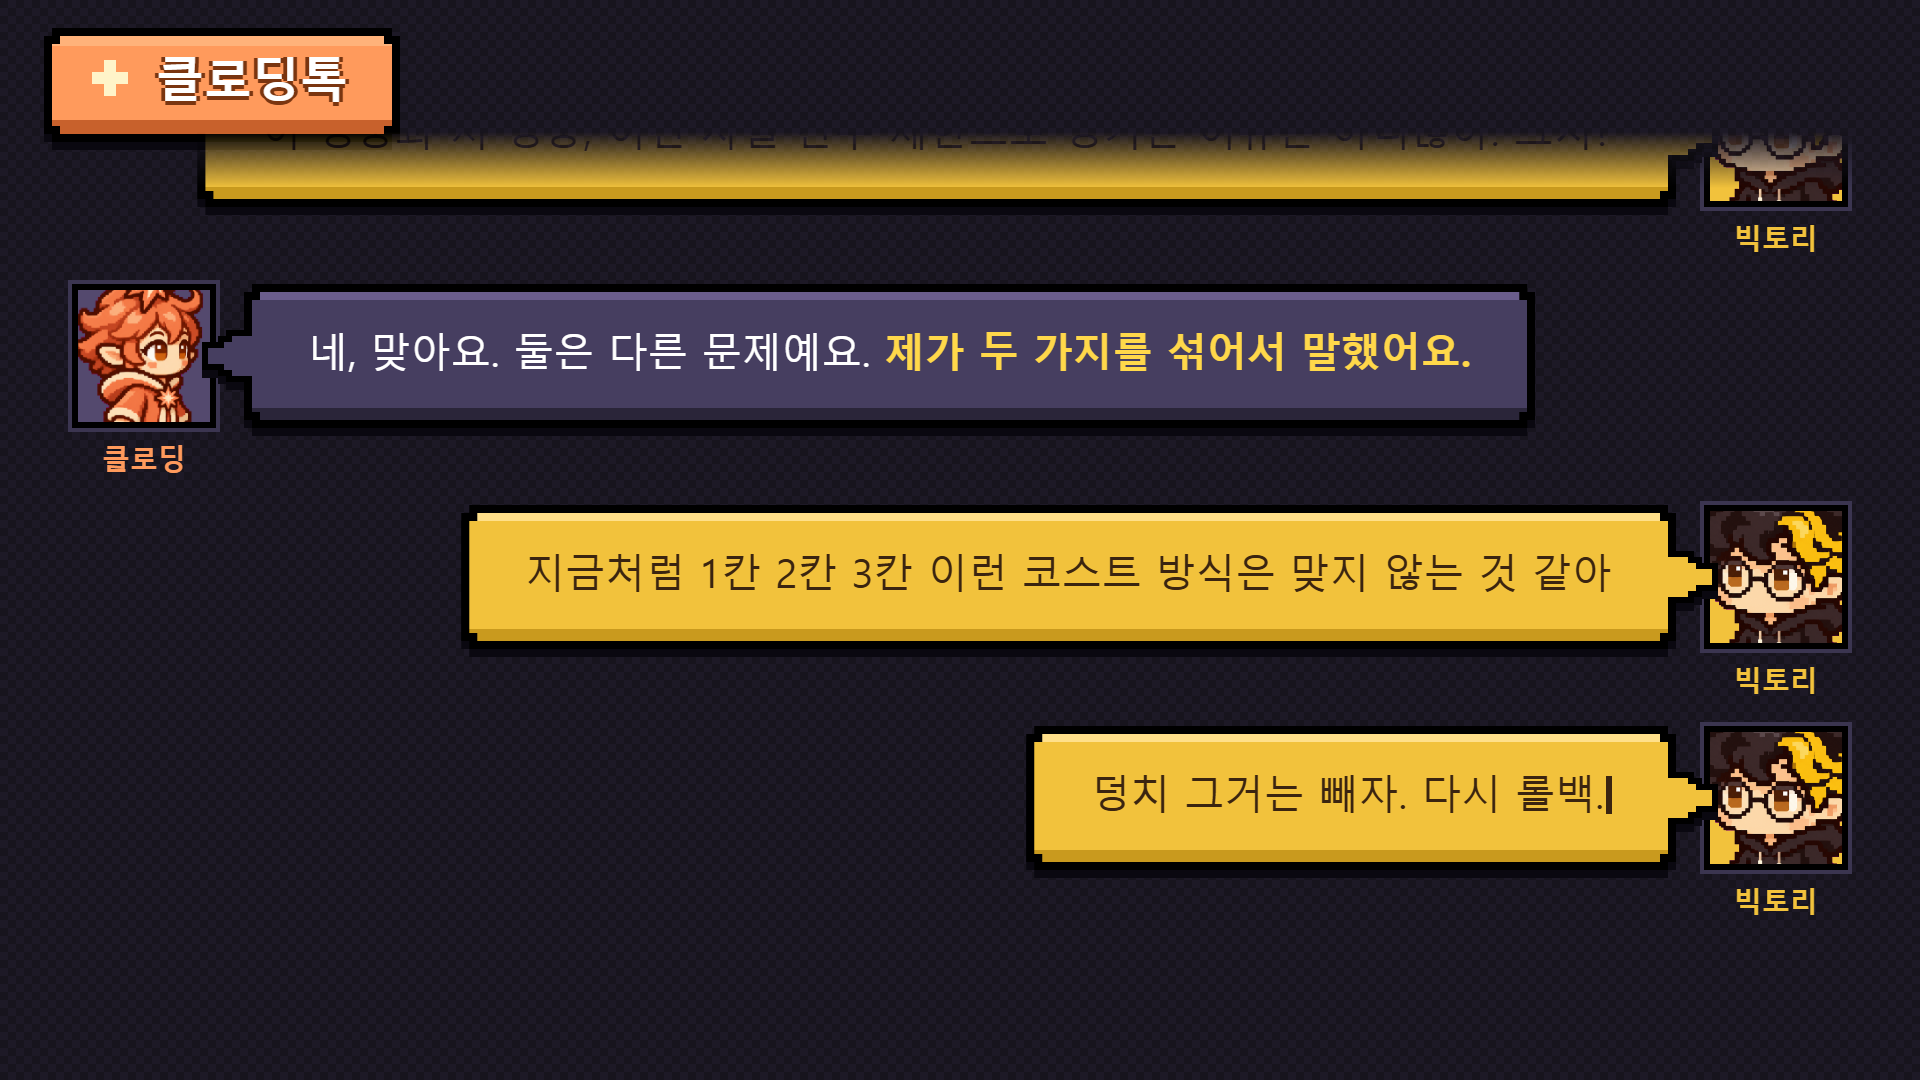 클로딩톡
빅토리
네, 맞아요. 둘은 다른 문제예요. 제가 두 가지를 섞어서 말했어요.
클로딩
지금처럼 1칸 2칸 3칸 이런 코스트 방식은 맞지 않는 것 같아
빅토리
덩치 그거는 빼자. 다시 롤백.
빅토리